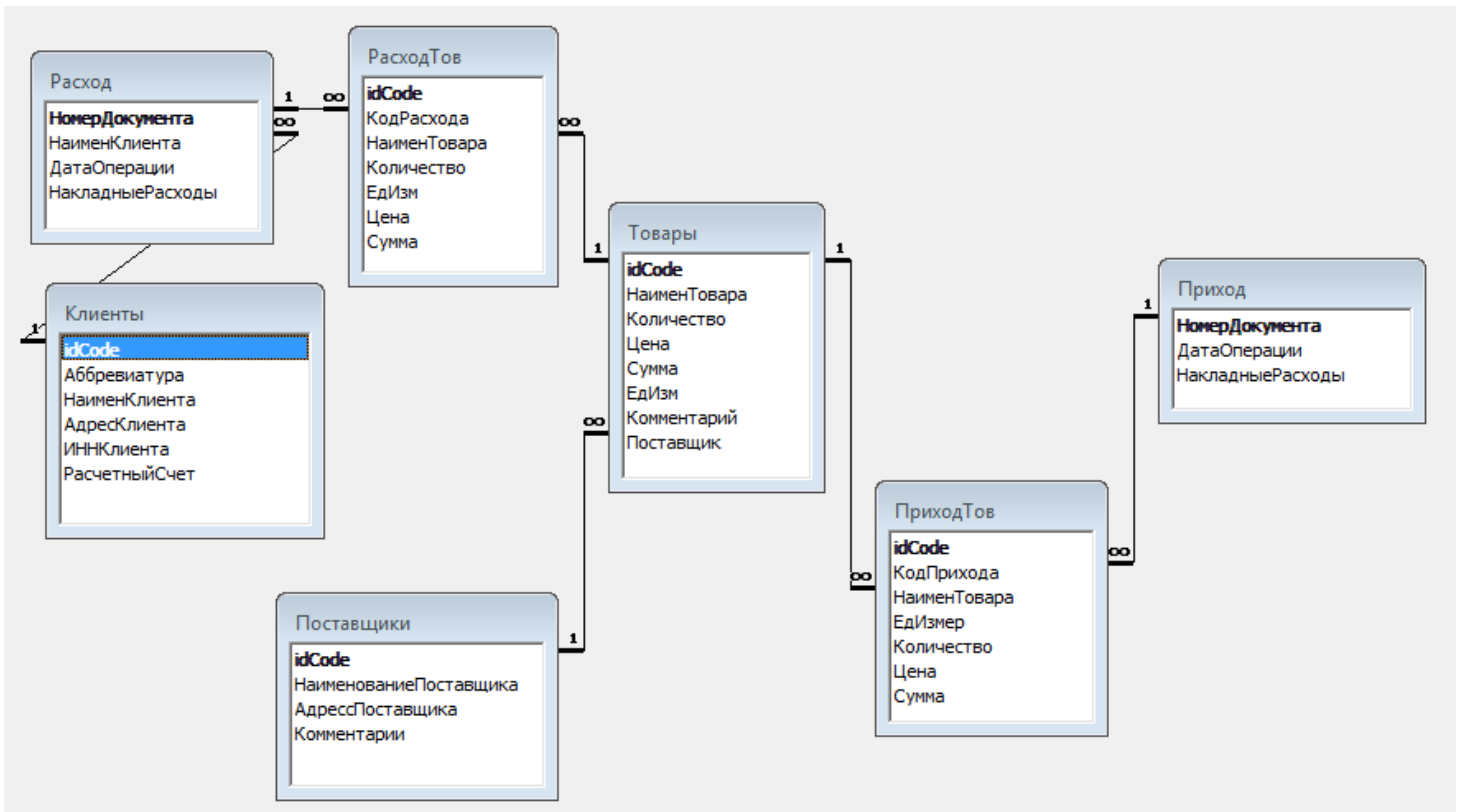 Расход
НомерДокумента
НаименКлиента
ДатаОперации
НакладныеРасходы
1
∞
∞
РасходТов
idCode
КодРасхода
НаименТовара
Количество
ЕдИзм
Цена
Сумма
∞
1
Клиенты
idCode
Аббревиатура
НаименКлиента
АдресКлиента
ИННКлиента
РасчетныйСчет
1
Товары
idCode
НаименТовара
Количество
Цена
Сумма
ЕдИзм
Комментарий
Поставщик
1
∞
Поставщики
idCode
НаименованиеПоставщика
АдрессПоставщика
Комментарии
1
∞
ПриходТов
idCode
КодПрихода
НаименТовара
ЕдИзмер
Количество
Цена
Сумма
∞
1
Приход
НомерДокумента
ДатаОперации
НакладныеРасходы